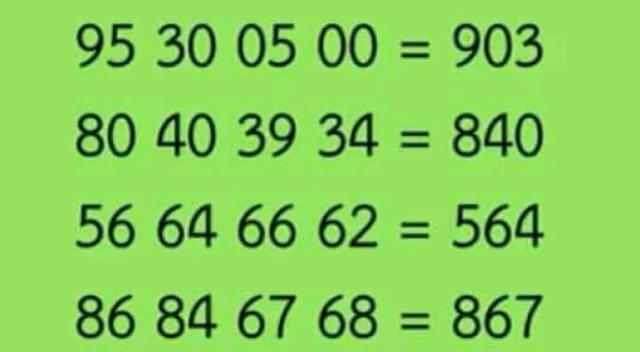 95 30 05 00 = 903
80 40 39 34 = 840
56 64 66 62 = 564
86 84 67 68 = 867